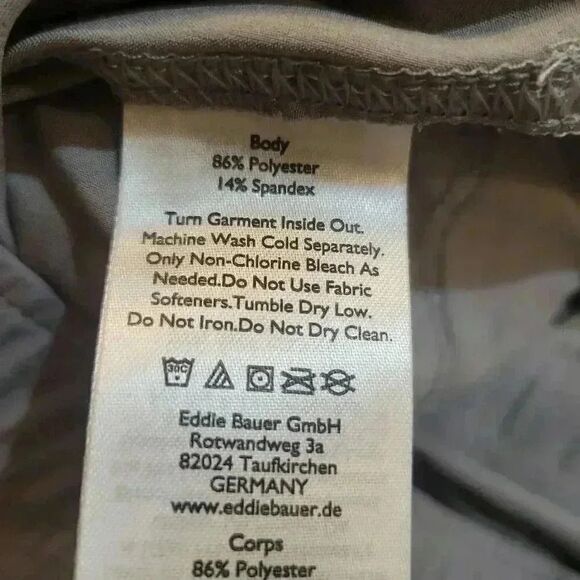 Body
86% Polyester
14% Spandex
Turn Garment Inside Out.
Machine Wash Cold Separately.
Only Non-Chlorine Bleach As
Needed.Do Not Use Fabric
Softeners.Tumble Dry Low.
Do Not Iron.Do Not Dry Clean.
30C
Eddie Bauer GmbH
Rotwandweg 3a
82024 Taufkirchen
GERMANY
www.eddiebauer.de
Corps
86% Polyester